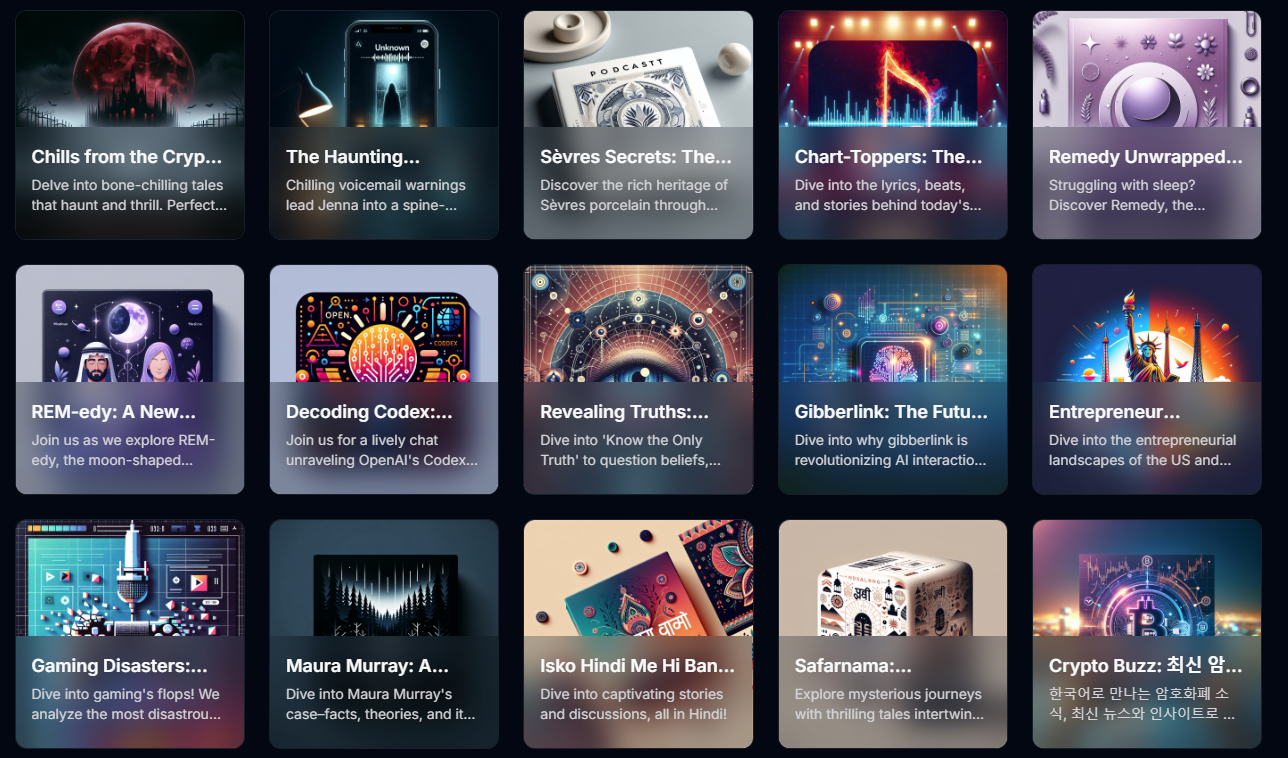 Unknown
PODCASTT
Chills from the Cryp...
The Haunting...
Sèvres Secrets: The...
Chart-Toppers: The...
Remedy Unwrapped...
Delve into bone-chilling tales
that haunt and thrill. Perfect...
Chilling voicemail warnings
lead Jenna into a spine-...
Discover the rich heritage of
Sèvres porcelain through...
Dive into the lyrics, beats,
and stories behind today's...
Struggling with sleep?
Discover Remedy, the...
OPEN
CODDEX
REM-edy: A New...
Decoding Codex:...
Revealing Truths:...
Gibberlink: The Futu...
Entrepreneur...
Join us as we explore REM-
edy, the moon-shaped...
Join us for a lively chat
unraveling OpenAI's Codex...
Dive into 'Know the Only
Truth' to question beliefs,...
Dive into why gibberlink is
revolutionizing AI interactio...
Dive into the entrepreneurial
landscapes of the US and...
Gaming Disasters:...
Maura Murray: A...
Isko Hindi Me Hi Ban...
Safarnama:...
Crypto Buzz: 최신 암...
Dive into gaming's flops! We
analyze the most disastrou...
Dive into Maura Murray's
case–facts, theories, and it...
Dive into captivating stories
and discussions, all in Hindi!
Explore mysterious journeys
with thrilling tales intertwin...
한국어로 만나는 암호화폐 소
식, 최신 뉴스와 인사이트로 ...